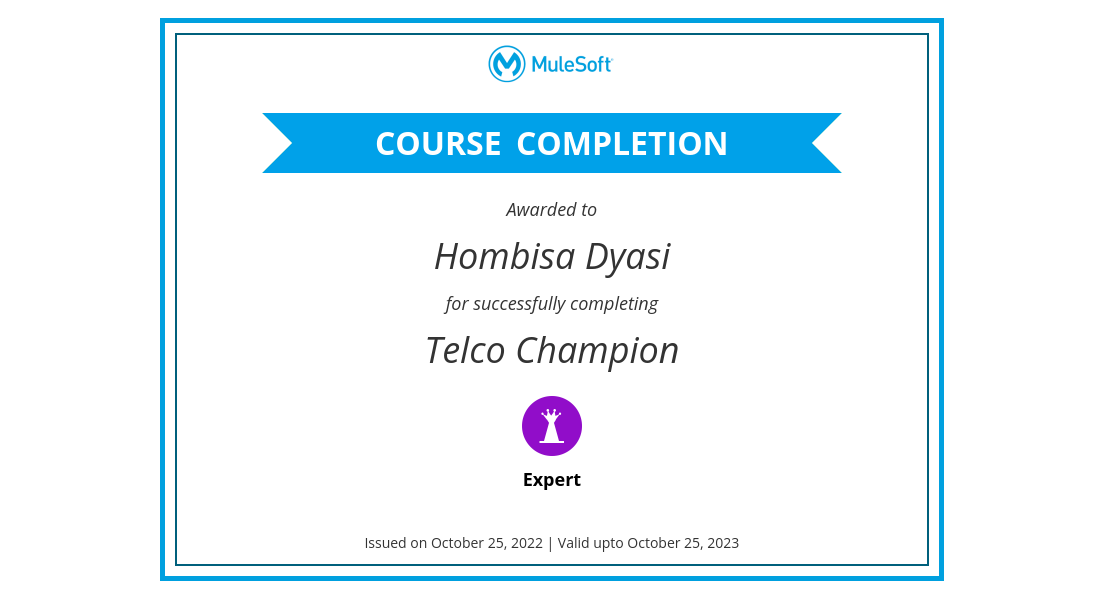 MuleSoft
COURSE COMPLETION
Awarded to
Hombisa Dyasi
for successfully completing
Telco Champion
Expert
Issued on October 25, 2022 | Valid upto October 25, 2023